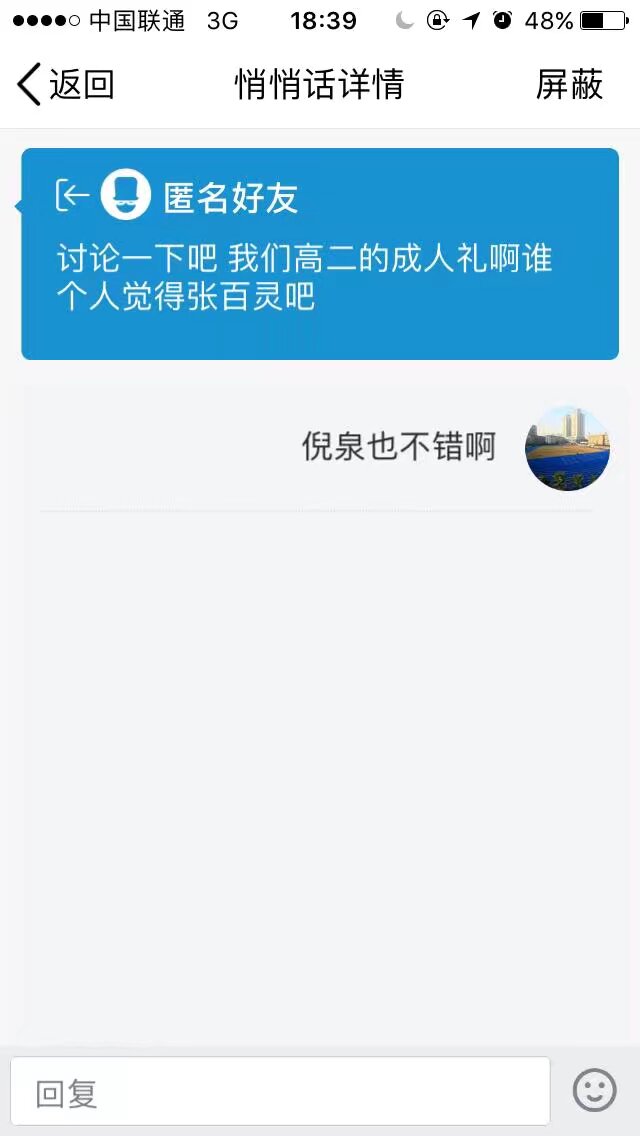 中国联通 3G 18:39 48%
返回 悄悄话详情 屏蔽
匿名好友
讨论一下吧 我们高二的成人礼啊谁
个人觉得张百灵吧
倪泉也不错啊
回复